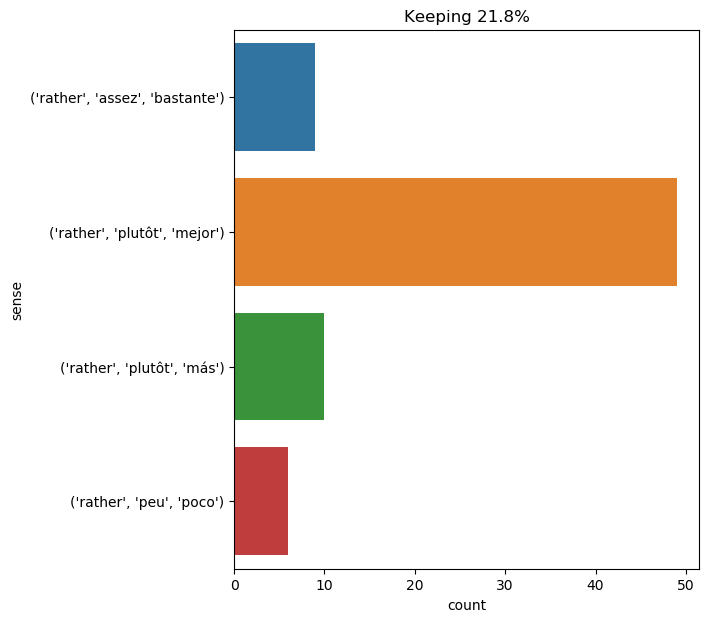 Keeping 21.8%
('rather', 'assez', 'bastante')
('rather', 'plutôt', 'mejor')
sense
('rather', 'plutôt', 'más')
('rather', 'peu', 'poco')
0 10 20 30 40 50
count